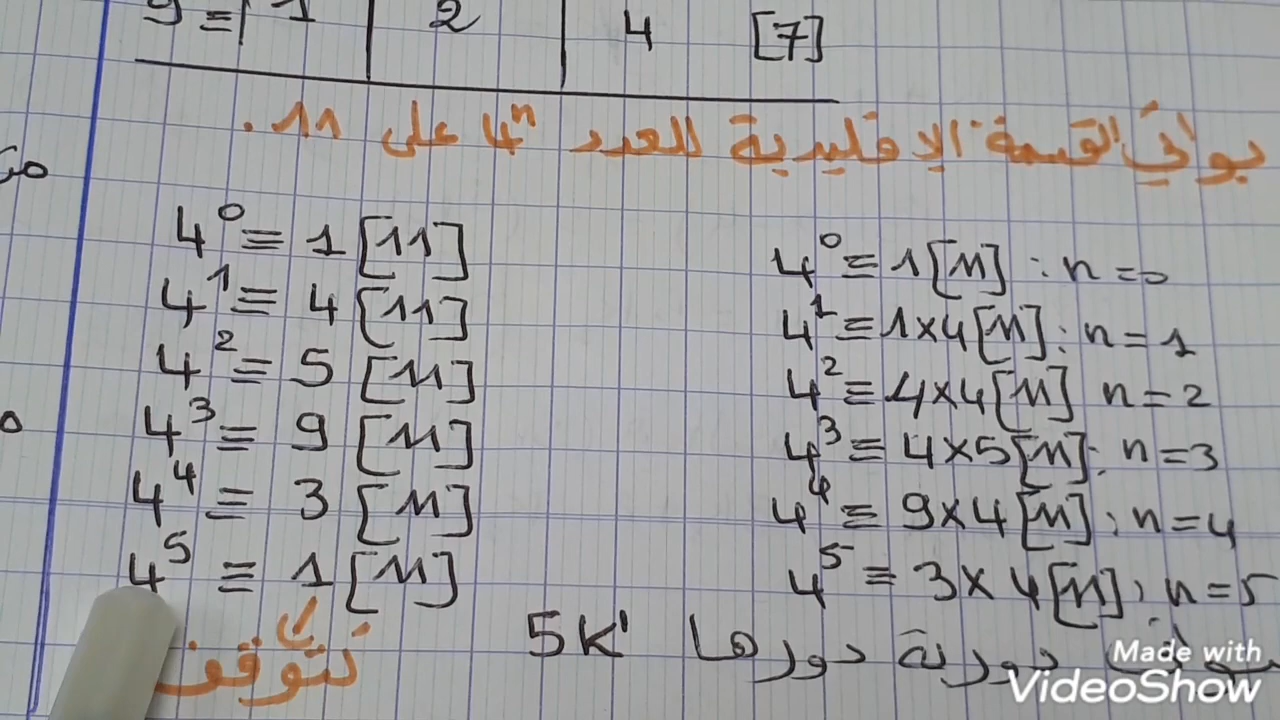 9 ≡ 1 2 4 [7]
بواقي القسمة الإقليدية للعدد 4ⁿ على 11.
4⁰ ≡ 1 [11]
4¹ ≡ 4 [11]
4² ≡ 5 [11]
4³ ≡ 9 [11]
4⁴ ≡ 3 [11]
4⁵ ≡ 1 [11]
نتوقف
4⁰ ≡ 1 [11] : n = 0
4¹ ≡ 1×4 [11] : n = 1
4² ≡ 4×4 [11] n = 2
4³ ≡ 4×5 [11] : n = 3
4⁴ ≡ 9×4 [11] : n = 4
4⁵ ≡ 3×4 [11] : n = 5
دورية دورها 5k'
Made with
VideoShow